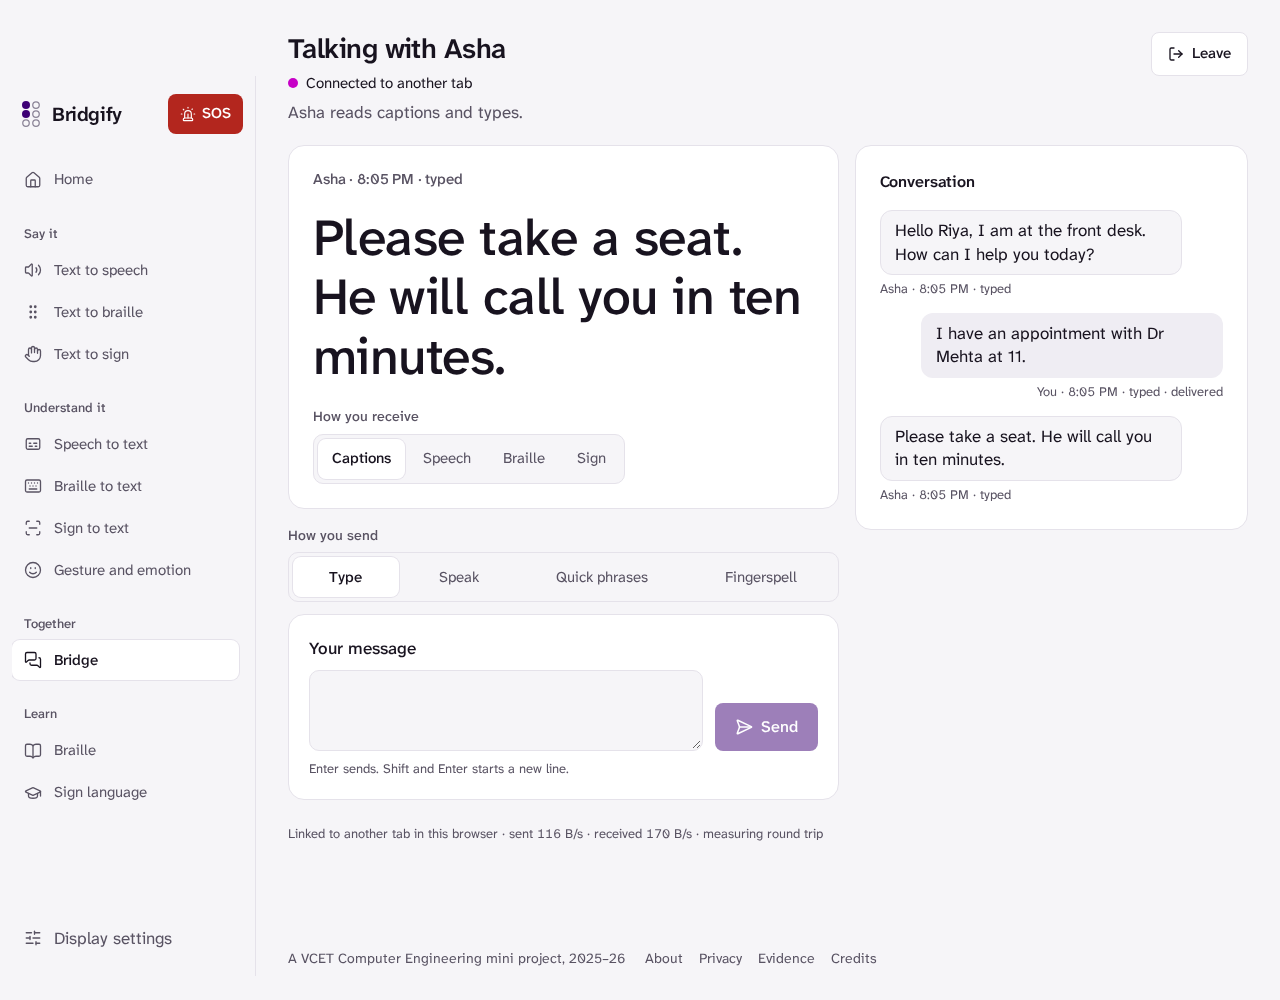 Bridgify
SOS
Home
Say it
Text to speech
Text to braille
Text to sign
Understand it
Speech to text
Braille to text
Sign to text
Gesture and emotion
Together
Bridge
Learn
Braille
Sign language
Display settings
Talking with Asha
Connected to another tab
Asha reads captions and types.
Leave
Asha · 8:05 PM · typed
Please take a seat.
He will call you in ten
minutes.
How you receive
Captions Speech Braille Sign
How you send
Type Speak Quick phrases Fingerspell
Your message
Send
Enter sends. Shift and Enter starts a new line.
Linked to another tab in this browser · sent 116 B/s · received 170 B/s · measuring round trip
Conversation
Hello Riya, I am at the front desk.
How can I help you today?
Asha · 8:05 PM · typed
I have an appointment with Dr
Mehta at 11.
You · 8:05 PM · typed · delivered
Please take a seat. He will call you
in ten minutes.
Asha · 8:05 PM · typed
A VCET Computer Engineering mini project, 2025–26 About Privacy Evidence Credits